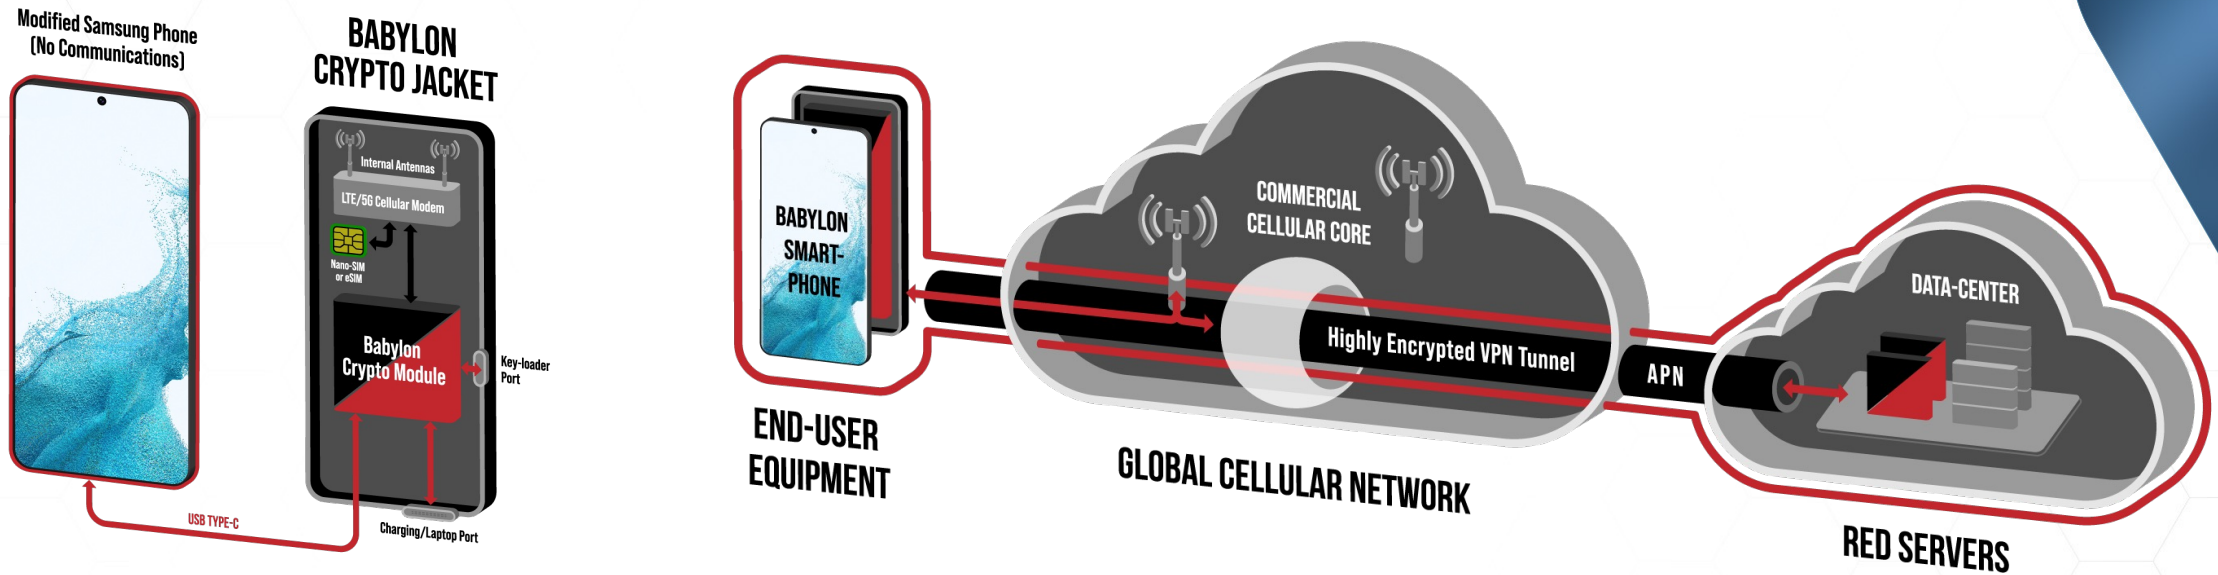 Modified Samsung Phone
(No Communications)
BABYLON
CRYPTO JACKET
Internal Antennas
LTE/5G Cellular Modem
Nano-SIM
or eSIM
Babylon
Crypto Module
Key-loader
Port
USB TYPE-C
Charging/Laptop Port
BABYLON
SMART-
PHONE
END-USER
EQUIPMENT
COMMERCIAL
CELLULAR CORE
Highly Encrypted VPN Tunnel
GLOBAL CELLULAR NETWORK
APN
DATA-CENTER
RED SERVERS